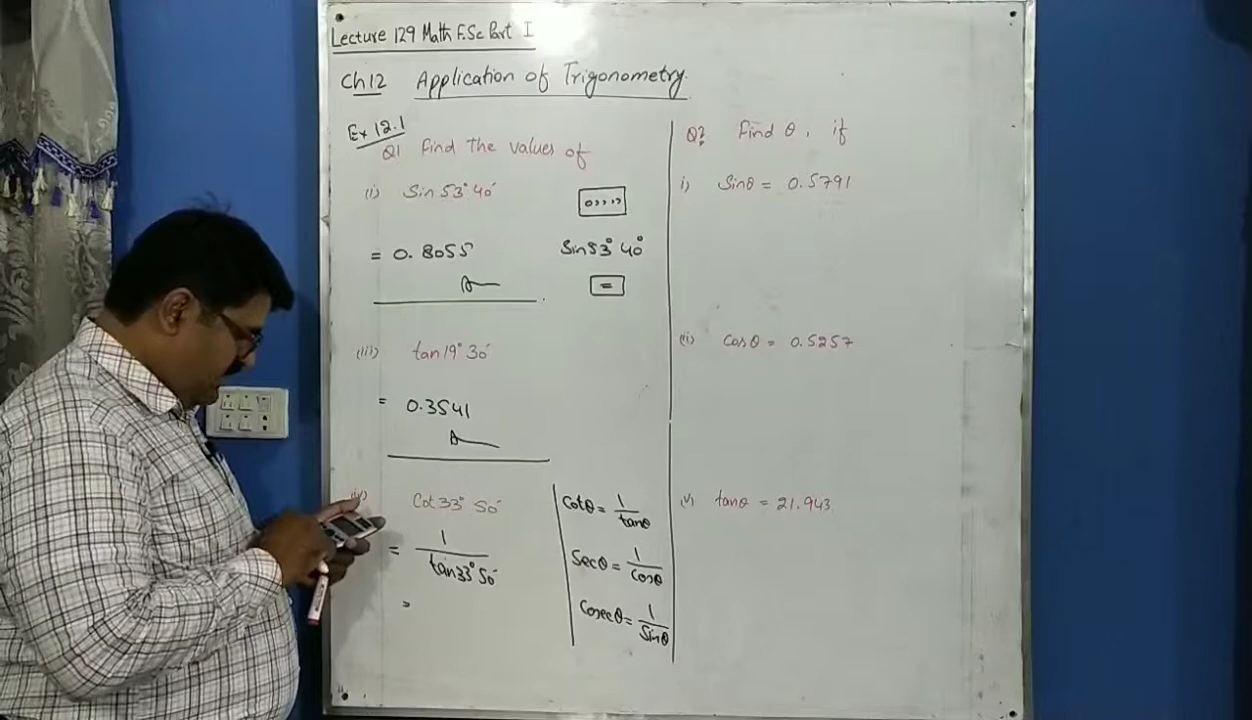 Lecture 129 Math F.Sc Part I
Ch12 Application of Trigonometry.
Ex 12.1
Q1 Find the values of
(i) Sin 53° 40′
= 0.8055
Sin 53° 40°
=
(iii) tan 19° 30′
= 0.3541
(iv) Cot 33° 50′
= 1 / tan 33° 50′
=
Cotθ = 1/tanθ
Secθ = 1/Cosθ
Cosecθ = 1/Sinθ
Q2 Find θ, if
i) Sinθ = 0.5791
(ii) Cosθ = 0.5257
tanθ = 21.943